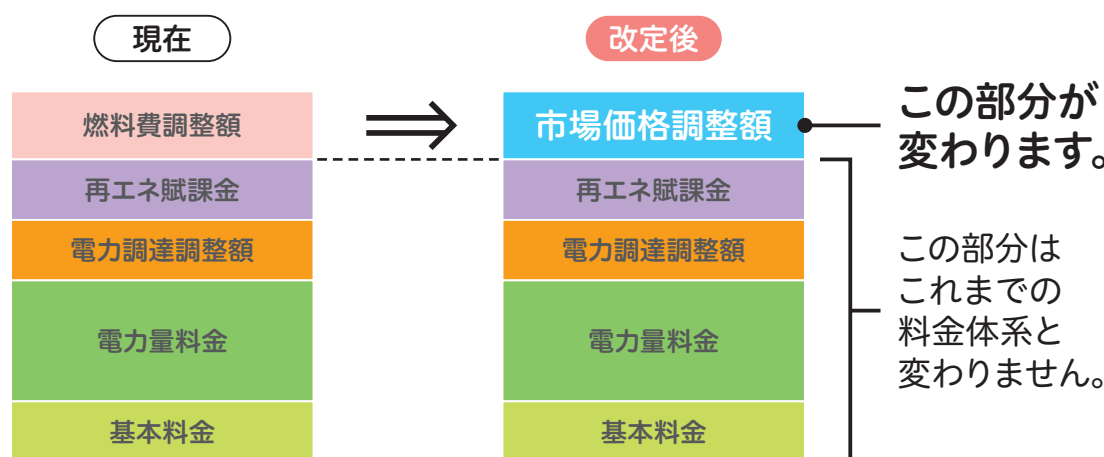 現在
改定後
燃料費調整額
再エネ賦課金
電力調達調整額
電力量料金
基本料金
市場価格調整額
再エネ賦課金
電力調達調整額
電力量料金
基本料金
この部分が
変わります。
この部分は
これまでの
料金体系と
変わりません。